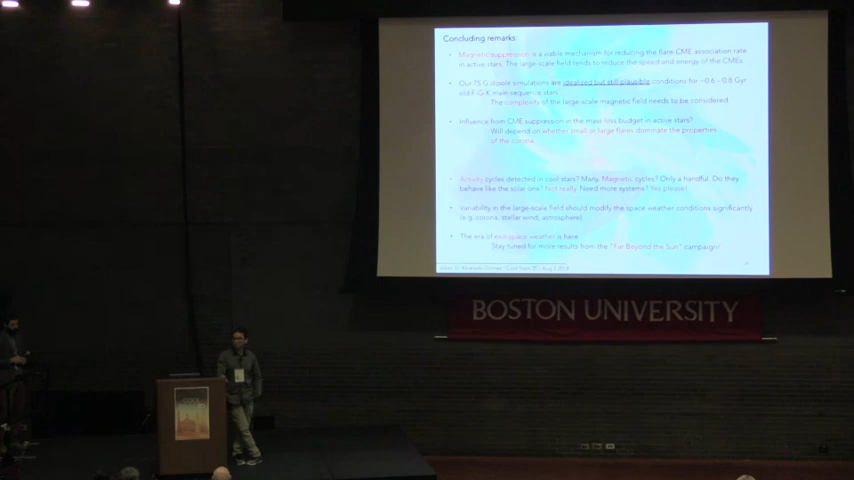 Concluding remarks:
• Magnetic suppression is a viable mechanism for reducing the flare-CME association rate
in active stars. The large-scale field tends to reduce the speed and energy of the CMEs.
• Our 75 G dipole simulations are idealized but still plausible conditions for ~0.6 - 0.8 Gyr
old F-G-K main sequence stars.
The complexity of the large-scale magnetic field needs to be considered.
• Influence from CME suppression in the mass loss budget in active stars?
Will depend on whether small or large flares dominate the properties
of the corona.
• Activity cycles detected in cool stars? Many. Magnetic cycles? Only a handful. Do they
behave like the solar one? Not really. Need more systems? Yes please!
• Variability in the large-scale field should modify the space weather conditions significantly
(e.g. corona, stellar wind, astrosphere)
• The era of exo-space weather is here
Stay tuned for more results from the "Far Beyond the Sun" campaign!
BOSTON UNIVERSITY